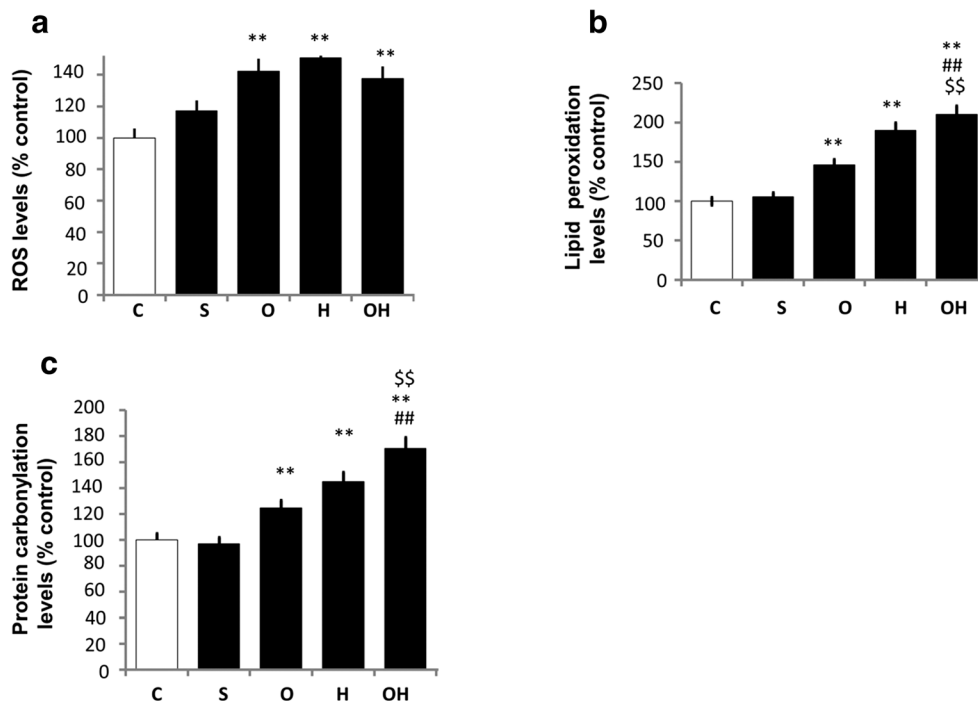 a
ROS levels (% control)
140
120
100
80
60
40
20
0
** ** **
C S O H OH
b
Lipid peroxidation
levels (% control)
250
200
150
100
50
0
**
**
**
##
$$
C S O H OH
c
Protein carbonylation
levels (% control)
200
180
160
140
120
100
80
60
40
20
0
**
**
$$
**
##
C S O H OH